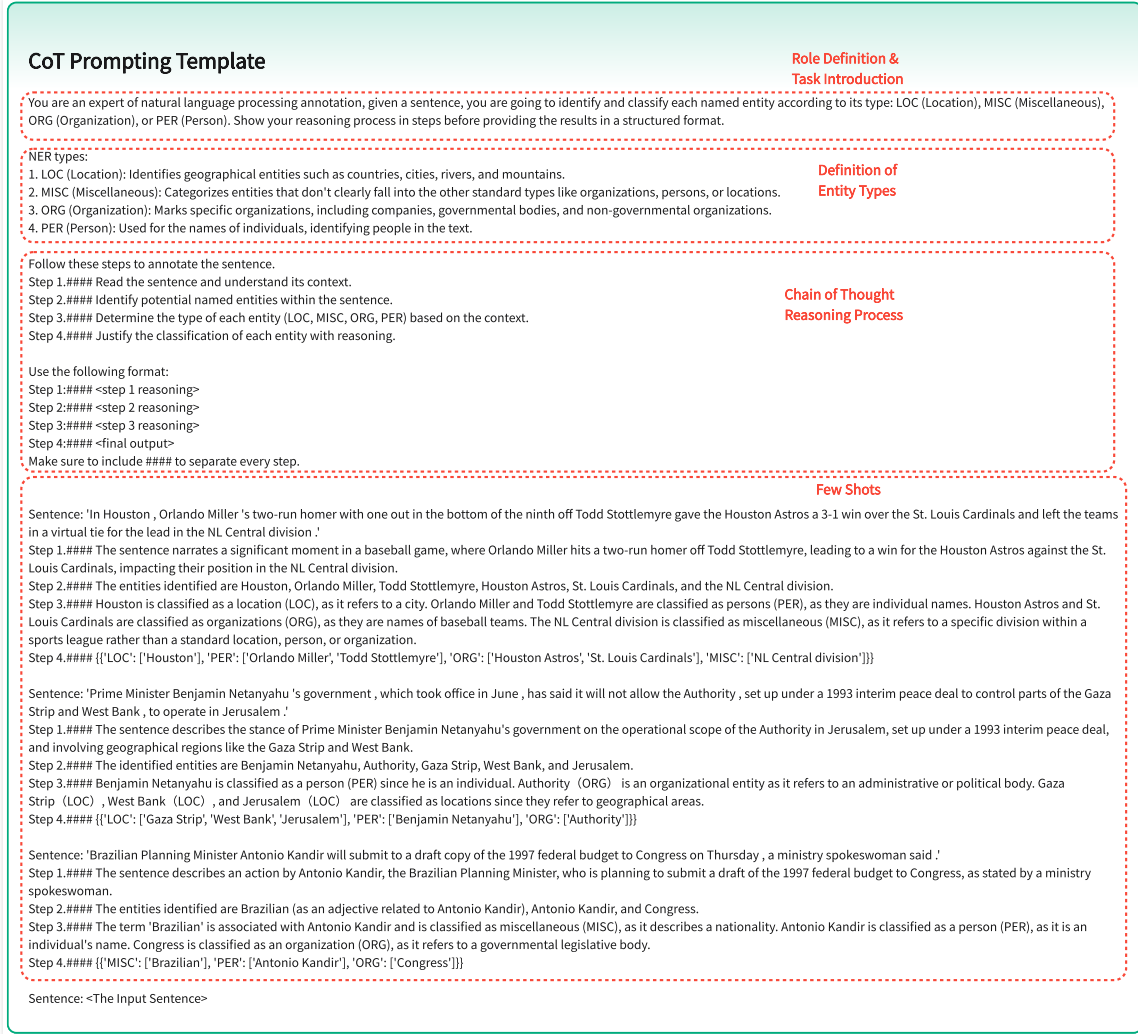 CoT Prompting Template
Role Definition &
Task Introduction
You are an expert of natural language processing annotation, given a sentence, you are going to identify and classify each named entity according to its type: LOC (Location), MISC (Miscellaneous),
ORG (Organization), or PER (Person). Show your reasoning process in steps before providing the results in a structured format.
NER types:
1. LOC (Location): Identifies geographical entities such as countries, cities, rivers, and mountains.
2. MISC (Miscellaneous): Categorizes entities that don't clearly fall into the other standard types like organizations, persons, or locations.
3. ORG (Organization): Marks specific organizations, including companies, governmental bodies, and non-governmental organizations.
4. PER (Person): Used for the names of individuals, identifying people in the text.
Definition of
Entity Types
Follow these steps to annotate the sentence.
Step 1.#### Read the sentence and understand its context.
Step 2.#### Identify potential named entities within the sentence.
Step 3.#### Determine the type of each entity (LOC, MISC, ORG, PER) based on the context.
Step 4.#### Justify the classification of each entity with reasoning.
Chain of Thought
Reasoning Process
Use the following format:
Step 1:#### <step 1 reasoning>
Step 2:#### <step 2 reasoning>
Step 3:#### <step 3 reasoning>
Step 4:#### <final output>
Make sure to include #### to separate every step.
Few Shots
Sentence: 'In Houston , Orlando Miller 's two-run homer with one out in the bottom of the ninth off Todd Stottlemyre gave the Houston Astros a 3-1 win over the St. Louis Cardinals and left the teams
in a virtual tie for the lead in the NL Central division .'
Step 1.#### The sentence narrates a significant moment in a baseball game, where Orlando Miller hits a two-run homer off Todd Stottlemyre, leading to a win for the Houston Astros against the St.
Louis Cardinals, impacting their position in the NL Central division.
Step 2.#### The entities identified are Houston, Orlando Miller, Todd Stottlemyre, Houston Astros, St. Louis Cardinals, and the NL Central division.
Step 3.#### Houston is classified as a location (LOC), as it refers to a city. Orlando Miller and Todd Stottlemyre are classified as persons (PER), as they are individual names. Houston Astros and St.
Louis Cardinals are classified as organizations (ORG), as they are names of baseball teams. The NL Central division is classified as miscellaneous (MISC), as it refers to a specific division within a
sports league rather than a standard location, person, or organization.
Step 4.#### {{'LOC': ['Houston'], 'PER': ['Orlando Miller', 'Todd Stottlemyre'], 'ORG': ['Houston Astros', 'St. Louis Cardinals'], 'MISC': ['NL Central division']}}
Sentence: 'Prime Minister Benjamin Netanyahu 's government , which took office in June , has said it will not allow the Authority , set up under a 1993 interim peace deal to control parts of the Gaza
Strip and West Bank , to operate in Jerusalem .'
Step 1.#### The sentence describes the stance of Prime Minister Benjamin Netanyahu's government on the operational scope of the Authority in Jerusalem, set up under a 1993 interim peace deal,
and involving geographical regions like the Gaza Strip and West Bank.
Step 2.#### The identified entities are Benjamin Netanyahu, Authority, Gaza Strip, West Bank, and Jerusalem.
Step 3.#### Benjamin Netanyahu is classified as a person (PER) since he is an individual. Authority（ORG） is an organizational entity as it refers to an administrative or political body. Gaza
Strip（LOC）, West Bank（LOC）, and Jerusalem（LOC） are classified as locations since they refer to geographical areas.
Step 4.#### {{'LOC': ['Gaza Strip', 'West Bank', 'Jerusalem'], 'PER': ['Benjamin Netanyahu'], 'ORG': ['Authority']}}
Sentence: 'Brazilian Planning Minister Antonio Kandir will submit to a draft copy of the 1997 federal budget to Congress on Thursday , a ministry spokeswoman said .'
Step 1.#### The sentence describes an action by Antonio Kandir, the Brazilian Planning Minister, who is planning to submit a draft of the 1997 federal budget to Congress, as stated by a ministry
spokeswoman.
Step 2.#### The entities identified are Brazilian (as an adjective related to Antonio Kandir), Antonio Kandir, and Congress.
Step 3.#### The term 'Brazilian' is associated with Antonio Kandir and is classified as miscellaneous (MISC), as it describes a nationality. Antonio Kandir is classified as a person (PER), as it is an
individual's name. Congress is classified as an organization (ORG), as it refers to a governmental legislative body.
Step 4.#### {{'MISC': ['Brazilian'], 'PER': ['Antonio Kandir'], 'ORG': ['Congress']}}
Sentence: <The Input Sentence>